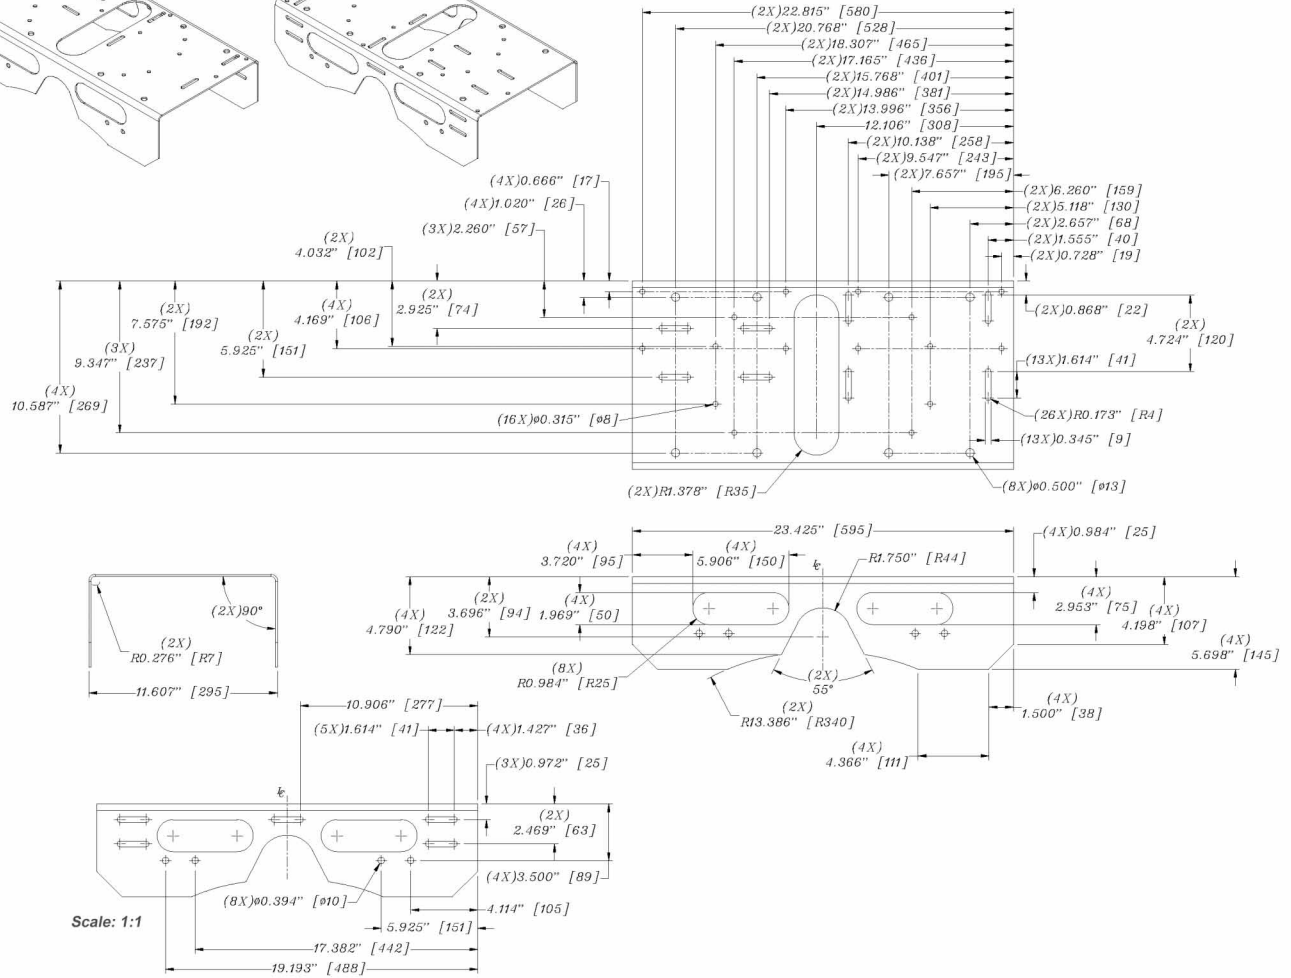 (2X)22.815" [580]
(2X)20.768" [528]
(2X)18.307" [465]
(2X)17.165" [436]
(2X)15.768" [401]
(2X)14.986" [381]
(2X)13.996" [356]
12.106" [308]
(2X)10.138" [258]
(2X)9.547" [243]
(2X)7.657" [195]
(4X)0.666" [17]
(2X)6.260" [159]
(4X)1.020" [26]
(2X)5.118" [130]
(3X)2.260" [57]
(2X)2.657" [68]
(2X)
4.032" [102]
(2X)1.555" [40]
(2X)0.728" [19]
(2X)
2.925" [74]
(2X)
7.575" [192]
(4X)
4.169" [106]
(2X)0.868" [22]
(2X)
4.724" [120]
(2X)
5.925" [151]
(3X)
9.347" [237]
(13X)1.614" [41]
(4X)
10.587" [269]
(16X)ø0.315" [ø8]
(26X)R0.173" [R4]
(13X)0.345" [9]
(2X)R1.378" [R35]
(8X)ø0.500" [ø13]
23.425" [595]
(4X)0.984" [25]
(4X)
3.720" [95]
(4X)
5.906" [150]
R1.750" [R44]
℄
(2X)
3.696" [94]
(4X)
1.969" [50]
(4X)
4.790" [122]
(4X)
2.953" [75]
(4X)
4.198" [107]
(4X)
5.698" [145]
(2X)90°
(2X)
R0.276" [R7]
11.607" [295]
(8X)
R0.984" [R25]
(2X)
55°
(2X)
R13.386" [R340]
(4X)
1.500" [38]
(4X)
4.366" [111]
10.906" [277]
(5X)1.614" [41]
(4X)1.427" [36]
(3X)0.972" [25]
℄
(2X)
2.469" [63]
(4X)3.500" [89]
(8X)ø0.394" [ø10]
4.114" [105]
5.925" [151]
Scale: 1:1
17.382" [442]
19.193" [488]